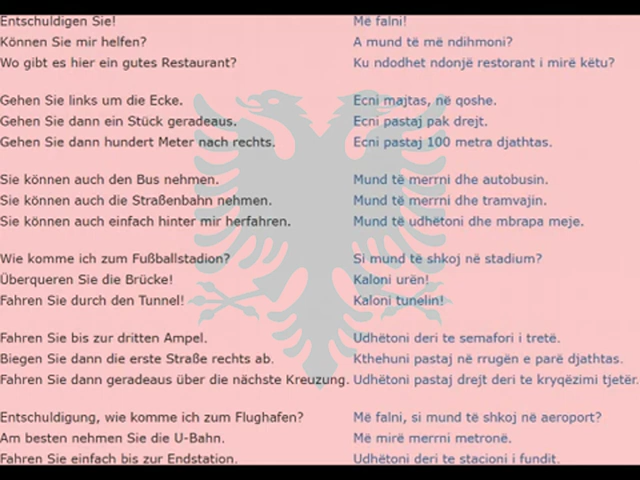 Entschuldigen Sie! Më falni!
Können Sie mir helfen? A mund të më ndihmoni?
Wo gibt es hier ein gutes Restaurant? Ku ndodhet ndonjë restorant i mirë këtu?
Gehen Sie links um die Ecke. Ecni majtas, në qoshe.
Gehen Sie dann ein Stück geradeaus. Ecni pastaj pak drejt.
Gehen Sie dann hundert Meter nach rechts. Ecni pastaj 100 metra djathtas.
Sie können auch den Bus nehmen. Mund të merrni dhe autobusin.
Sie können auch die Straßenbahn nehmen. Mund të merrni dhe tramvajin.
Sie können auch einfach hinter mir herfahren. Mund të udhëtoni dhe mbrapa meje.
Wie komme ich zum Fußballstadion? Si mund të shkoj në stadium?
Überqueren Sie die Brücke! Kaloni urën!
Fahren Sie durch den Tunnel! Kaloni tunelin!
Fahren Sie bis zur dritten Ampel. Udhëtoni deri te semafori i tretë.
Biegen Sie dann die erste Straße rechts ab. Kthehuni pastaj në rrugën e parë djathtas.
Fahren Sie dann geradeaus über die nächste Kreuzung. Udhëtoni pastaj drejt deri te kryqëzimi tjetër.
Entschuldigung, wie komme ich zum Flughafen? Më falni, si mund të shkoj në aeroport?
Am besten nehmen Sie die U-Bahn. Më mirë merrni metronë.
Fahren Sie einfach bis zur Endstation. Udhëtoni deri te stacioni i fundit.